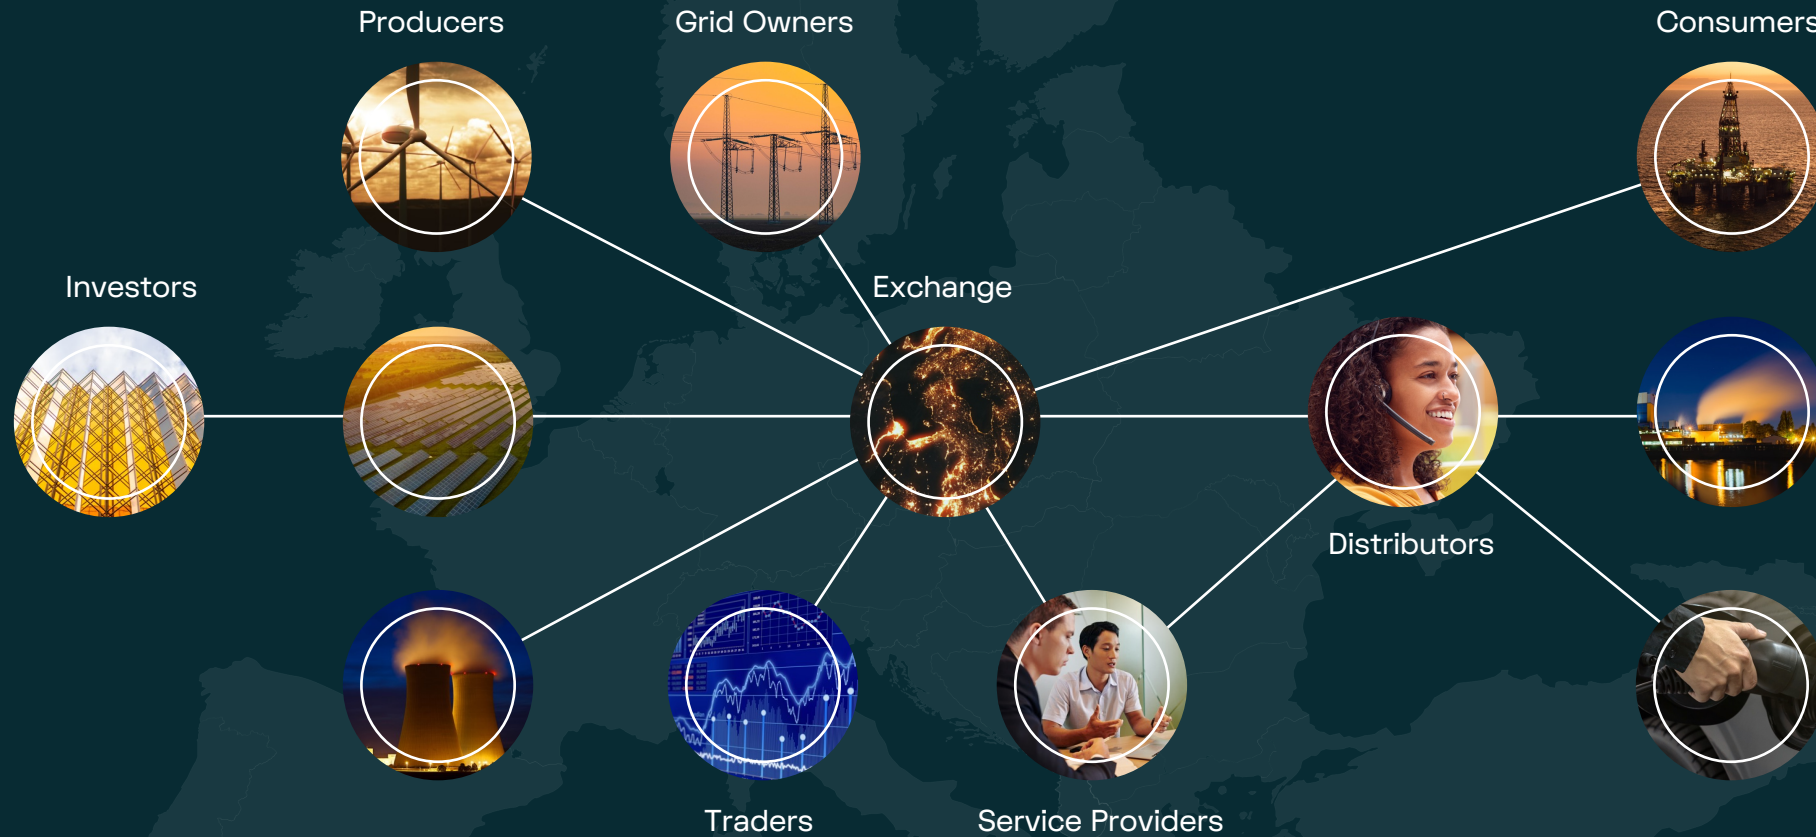 Producers
Grid Owners
Consumers
Investors
Exchange
Distributors
Traders
Service Providers